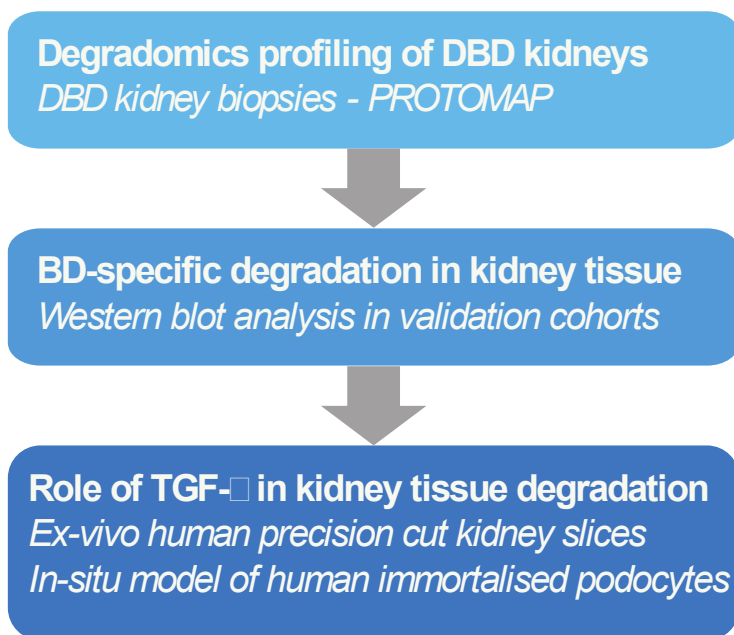 Degradomics profiling of DBD kidneys
DBD kidney biopsies - PROTOMAP
BD-specific degradation in kidney tissue
Western blot analysis in validation cohorts
Role of TGF-□ in kidney tissue degradation
Ex-vivo human precision cut kidney slices
In-situ model of human immortalised podocytes